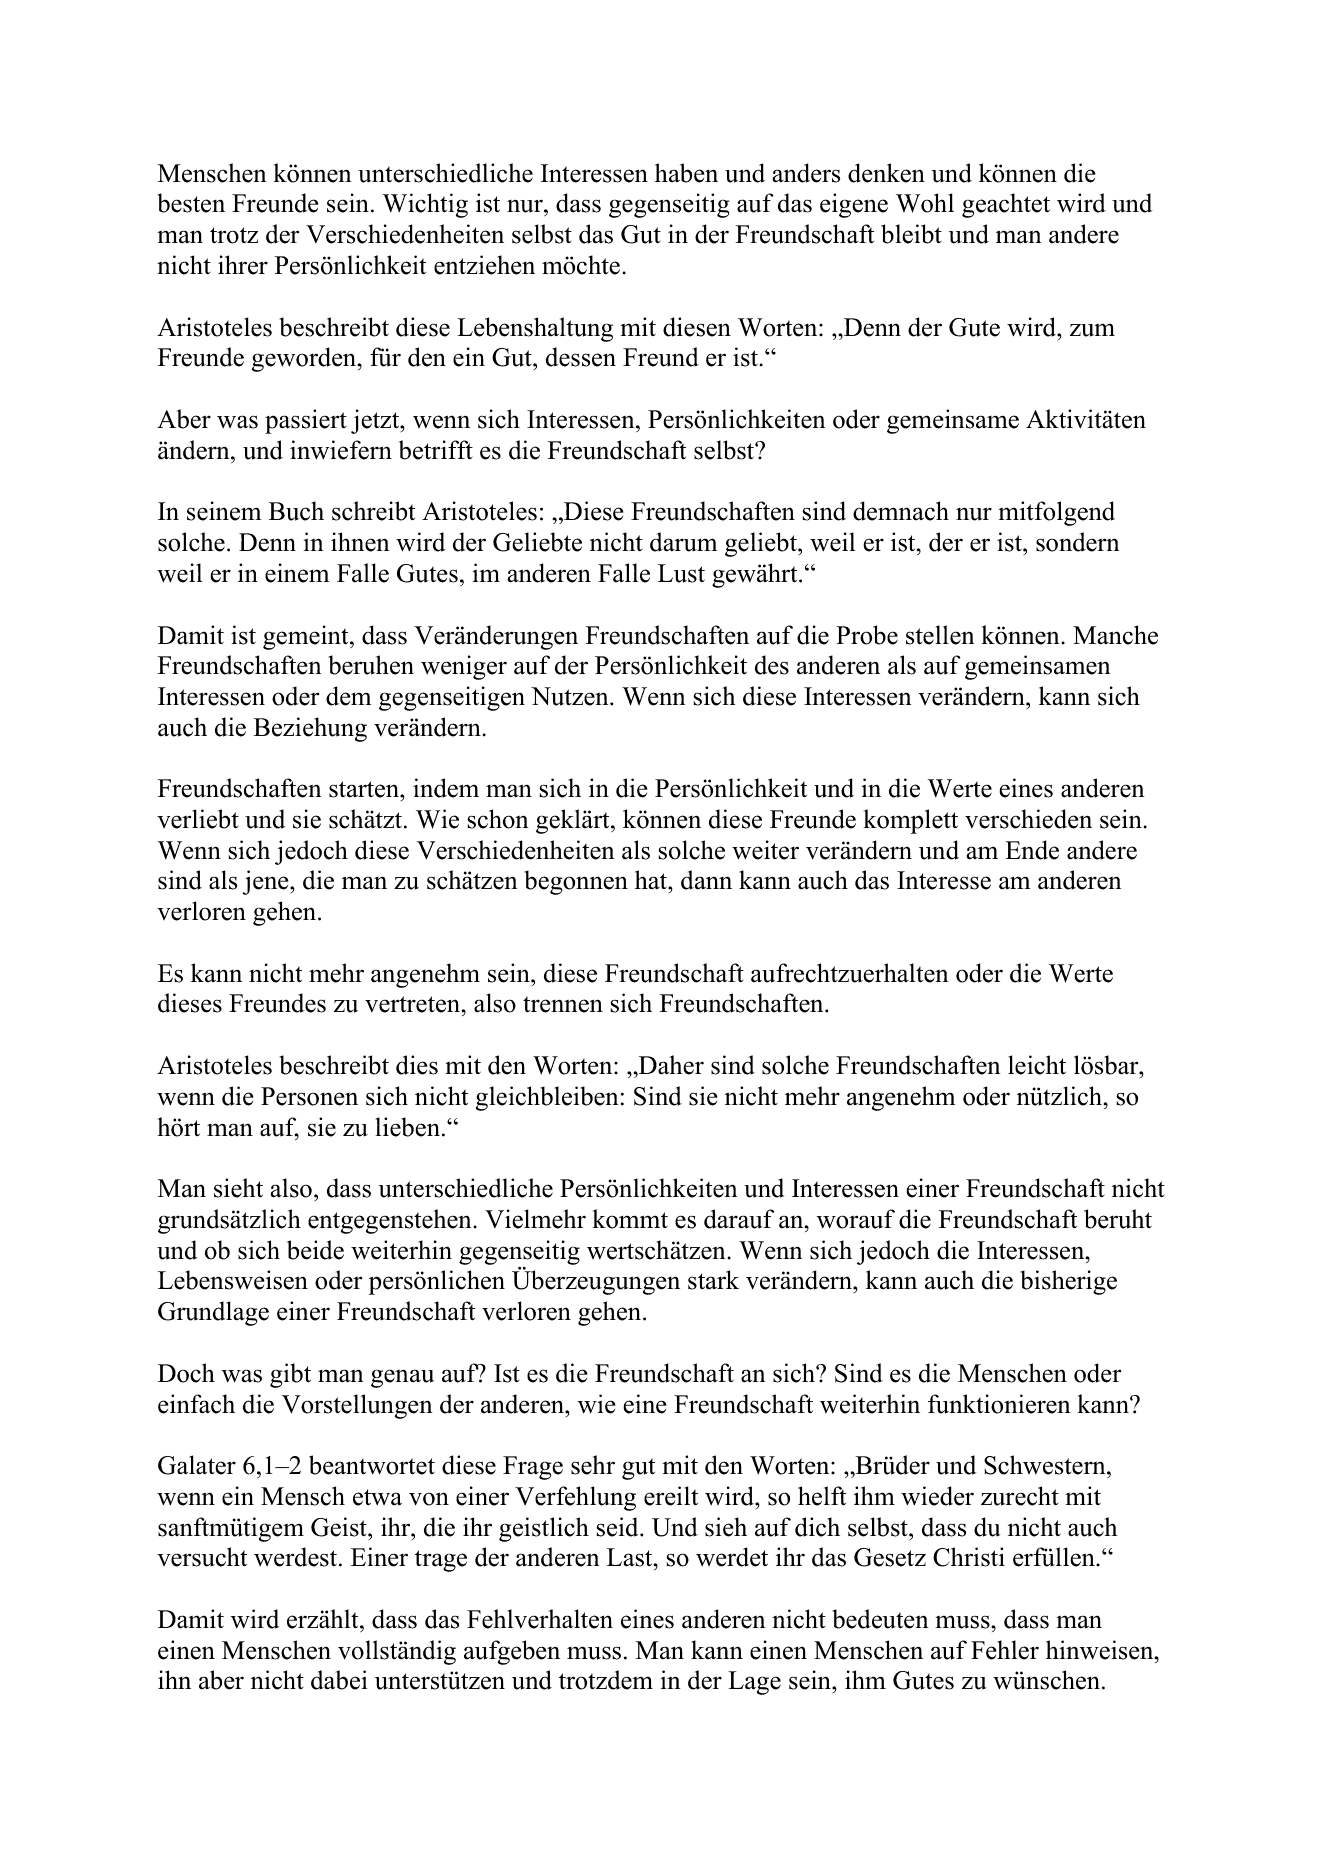 Menschen können unterschiedliche Interessen haben und anders denken und können die
besten Freunde sein. Wichtig ist nur, dass gegenseitig auf das eigene Wohl geachtet wird und
man trotz der Verschiedenheiten selbst das Gut in der Freundschaft bleibt und man andere
nicht ihrer Persönlichkeit entziehen möchte.
Aristoteles beschreibt diese Lebenshaltung mit diesen Worten: „Denn der Gute wird, zum
Freunde geworden, für den ein Gut, dessen Freund er ist.“
Aber was passiert jetzt, wenn sich Interessen, Persönlichkeiten oder gemeinsame Aktivitäten
ändern, und inwiefern betrifft es die Freundschaft selbst?
In seinem Buch schreibt Aristoteles: „Diese Freundschaften sind demnach nur mitfolgend
solche. Denn in ihnen wird der Geliebte nicht darum geliebt, weil er ist, der er ist, sondern
weil er in einem Falle Gutes, im anderen Falle Lust gewährt.“
Damit ist gemeint, dass Veränderungen Freundschaften auf die Probe stellen können. Manche
Freundschaften beruhen weniger auf der Persönlichkeit des anderen als auf gemeinsamen
Interessen oder dem gegenseitigen Nutzen. Wenn sich diese Interessen verändern, kann sich
auch die Beziehung verändern.
Freundschaften starten, indem man sich in die Persönlichkeit und in die Werte eines anderen
verliebt und sie schätzt. Wie schon geklärt, können diese Freunde komplett verschieden sein.
Wenn sich jedoch diese Verschiedenheiten als solche weiter verändern und am Ende andere
sind als jene, die man zu schätzen begonnen hat, dann kann auch das Interesse am anderen
verloren gehen.
Es kann nicht mehr angenehm sein, diese Freundschaft aufrechtzuerhalten oder die Werte
dieses Freundes zu vertreten, also trennen sich Freundschaften.
Aristoteles beschreibt dies mit den Worten: „Daher sind solche Freundschaften leicht lösbar,
wenn die Personen sich nicht gleichbleiben: Sind sie nicht mehr angenehm oder nützlich, so
hört man auf, sie zu lieben.“
Man sieht also, dass unterschiedliche Persönlichkeiten und Interessen einer Freundschaft nicht
grundsätzlich entgegenstehen. Vielmehr kommt es darauf an, worauf die Freundschaft beruht
und ob sich beide weiterhin gegenseitig wertschätzen. Wenn sich jedoch die Interessen,
Lebensweisen oder persönlichen Überzeugungen stark verändern, kann auch die bisherige
Grundlage einer Freundschaft verloren gehen.
Doch was gibt man genau auf? Ist es die Freundschaft an sich? Sind es die Menschen oder
einfach die Vorstellungen der anderen, wie eine Freundschaft weiterhin funktionieren kann?
Galater 6,1–2 beantwortet diese Frage sehr gut mit den Worten: „Brüder und Schwestern,
wenn ein Mensch etwa von einer Verfehlung ereilt wird, so helft ihm wieder zurecht mit
sanftmütigem Geist, ihr, die ihr geistlich seid. Und sieh auf dich selbst, dass du nicht auch
versucht werdest. Einer trage der anderen Last, so werdet ihr das Gesetz Christi erfüllen.“
Damit wird erzählt, dass das Fehlverhalten eines anderen nicht bedeuten muss, dass man
einen Menschen vollständig aufgeben muss. Man kann einen Menschen auf Fehler hinweisen,
ihn aber nicht dabei unterstützen und trotzdem in der Lage sein, ihm Gutes zu wünschen.